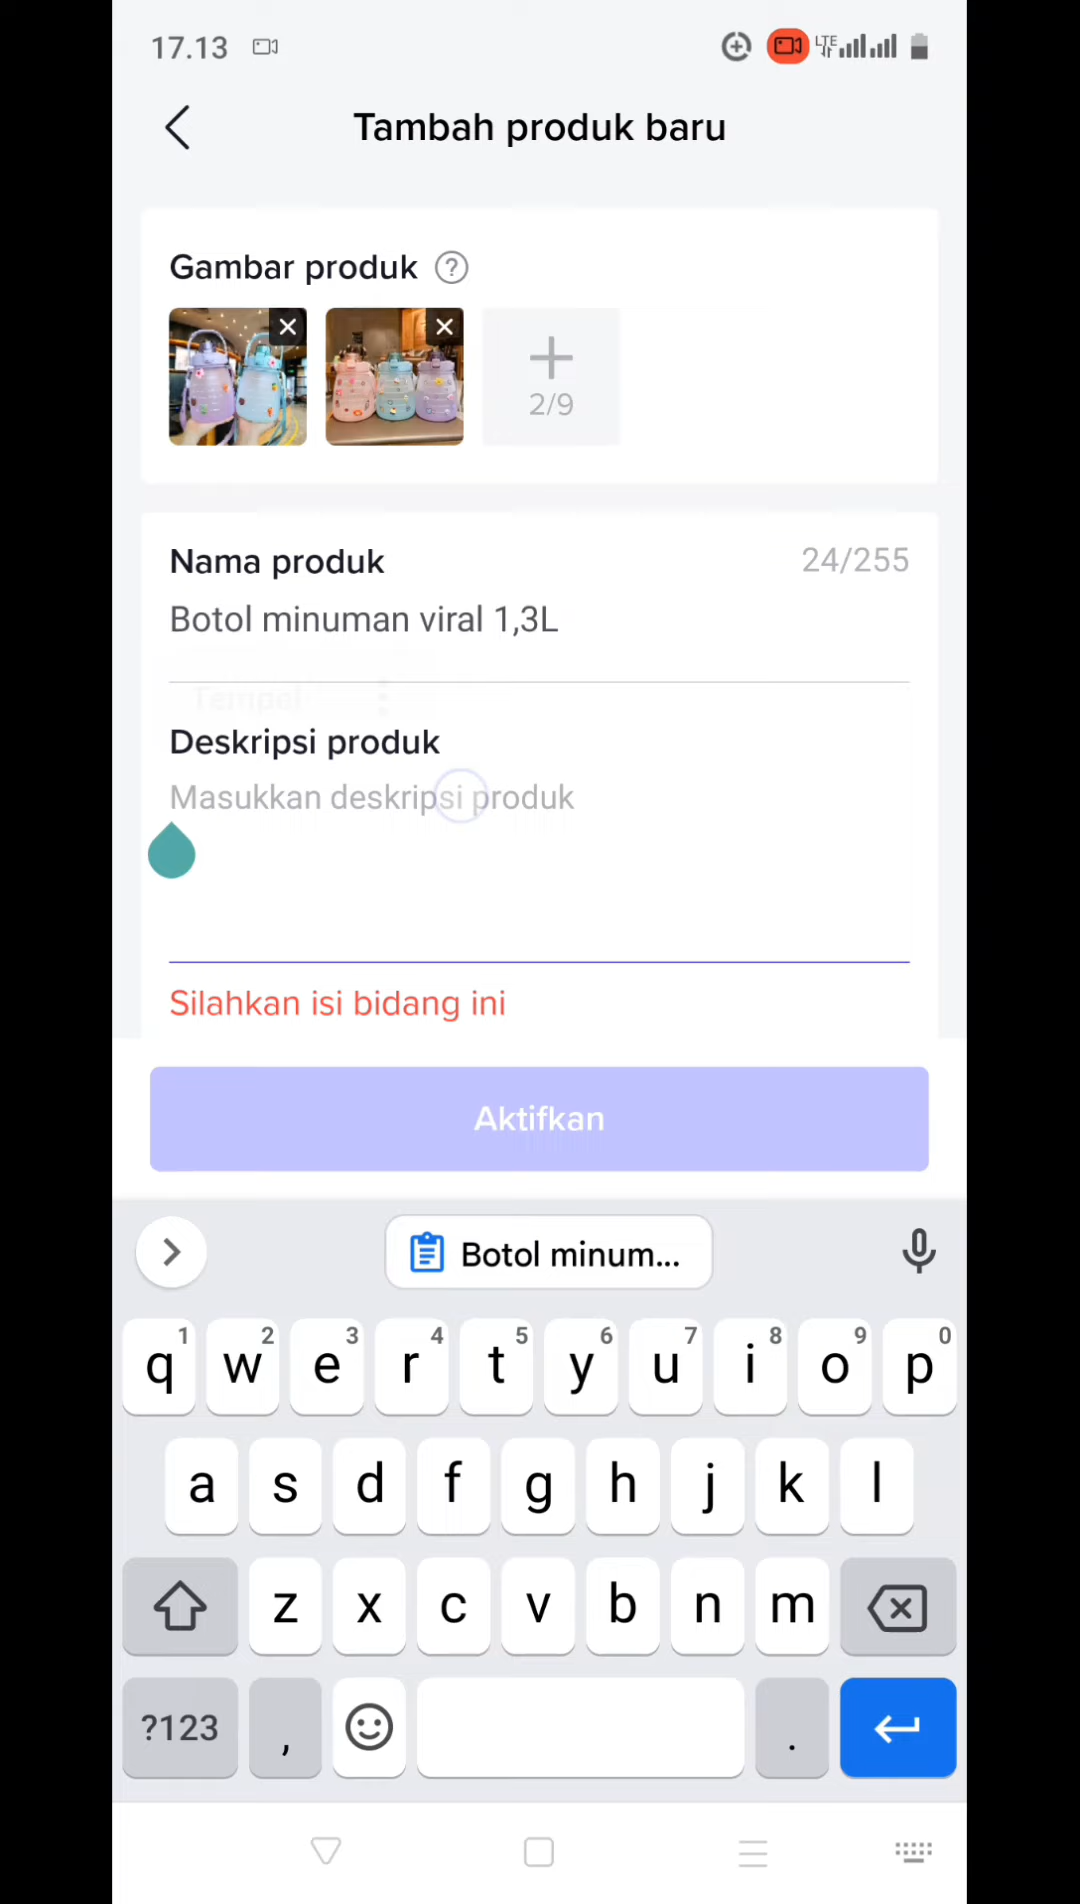 17.13
LTE
Tambah produk baru
Gambar produk ?
2/9
Nama produk
24/255
Botol minuman viral 1,3L
Tempel
Deskripsi produk
Masukkan deskripsi produk
Silahkan isi bidang ini
Aktifkan
Botol minum...
1 2 3 4 5 6 7 8 9 0
q w e r t y u i o p
a s d f g h j k l
z x c v b n m
?123 , .